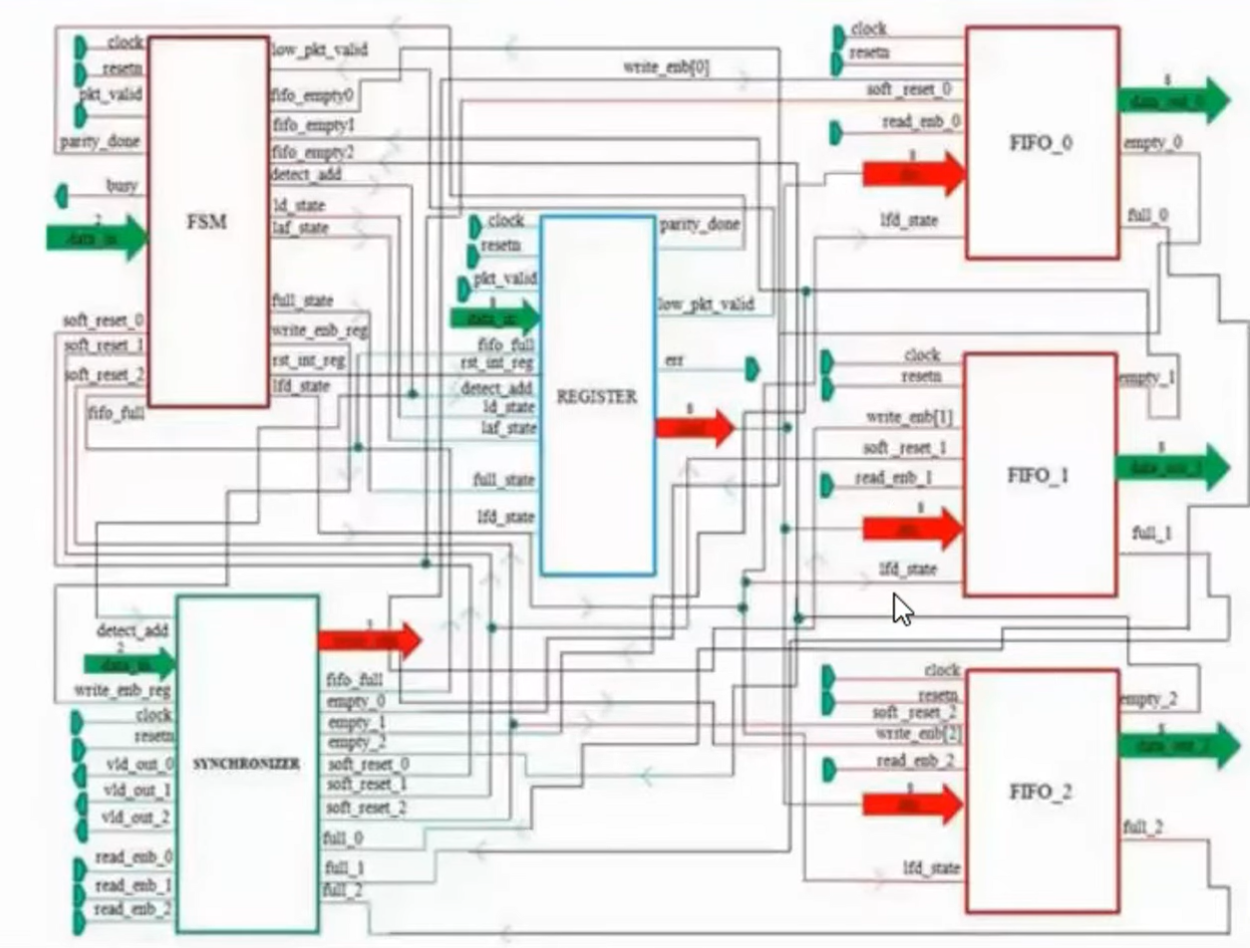 clock
resetn
pkt_valid
parity_done
busy
2
data_in
FSM
soft_reset_0
soft_reset_1
soft_reset_2
fifo_full
low_pkt_valid
fifo_empty0
fifo_empty1
fifo_empty2
detect_add
ld_state
laf_state
full_state
write_enb_reg
rst_int_reg
lfd_state
clock
resetn
pkt_valid
8
data_in
fifo_full
rst_int_reg
detect_add
ld_state
laf_state
full_state
lfd_state
REGISTER
parity_done
low_pkt_valid
err
8
write_enb[0]
clock
resetn
soft_reset_0
read_enb_0
8
lfd_state
FIFO_0
8
data_out_0
empty_0
full_0
clock
resetn
write_enb[1]
soft_reset_1
read_enb_1
8
lfd_state
FIFO_1
empty_1
8
data_out_1
full_1
clock
resetn
soft_reset_2
write_enb[2]
read_enb_2
8
lfd_state
FIFO_2
empty_2
8
data_out_2
full_2
detect_add
2
data_in
write_enb_reg
clock
resetn
vld_out_0
vld_out_1
vld_out_2
read_enb_0
read_enb_1
read_enb_2
SYNCHRONIZER
3
fifo_full
empty_0
empty_1
empty_2
soft_reset_0
soft_reset_1
soft_reset_2
full_0
full_1
full_2